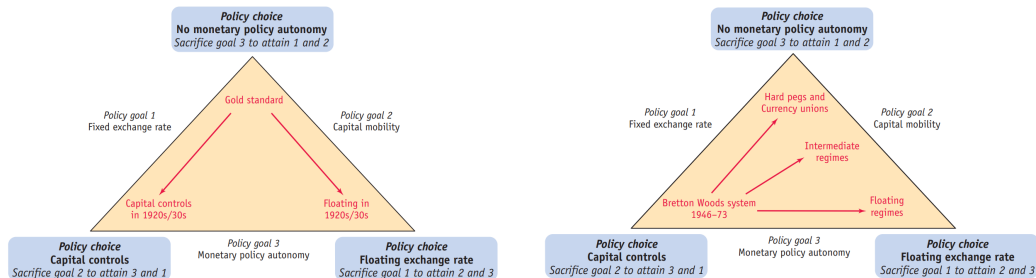 Policy choice
No monetary policy autonomy
Sacrifice goal 3 to attain 1 and 2
Gold standard
Policy goal 1
Fixed exchange rate
Policy goal 2
Capital mobility
Capital controls
in 1920s/30s
Floating in
1920s/30s
Policy choice
Capital controls
Sacrifice goal 2 to attain 3 and 1
Policy goal 3
Monetary policy autonomy
Policy choice
Floating exchange rate
Sacrifice goal 1 to attain 2 and 3
Policy choice
No monetary policy autonomy
Sacrifice goal 3 to attain 1 and 2
Hard pegs and
Currency unions
Policy goal 1
Fixed exchange rate
Policy goal 2
Capital mobility
Intermediate
regimes
Bretton Woods system
1946–73
Floating
regimes
Policy choice
Capital controls
Sacrifice goal 2 to attain 3 and 1
Policy goal 3
Monetary policy autonomy
Policy choice
Floating exchange rate
Sacrifice goal 1 to attain 2 and 3